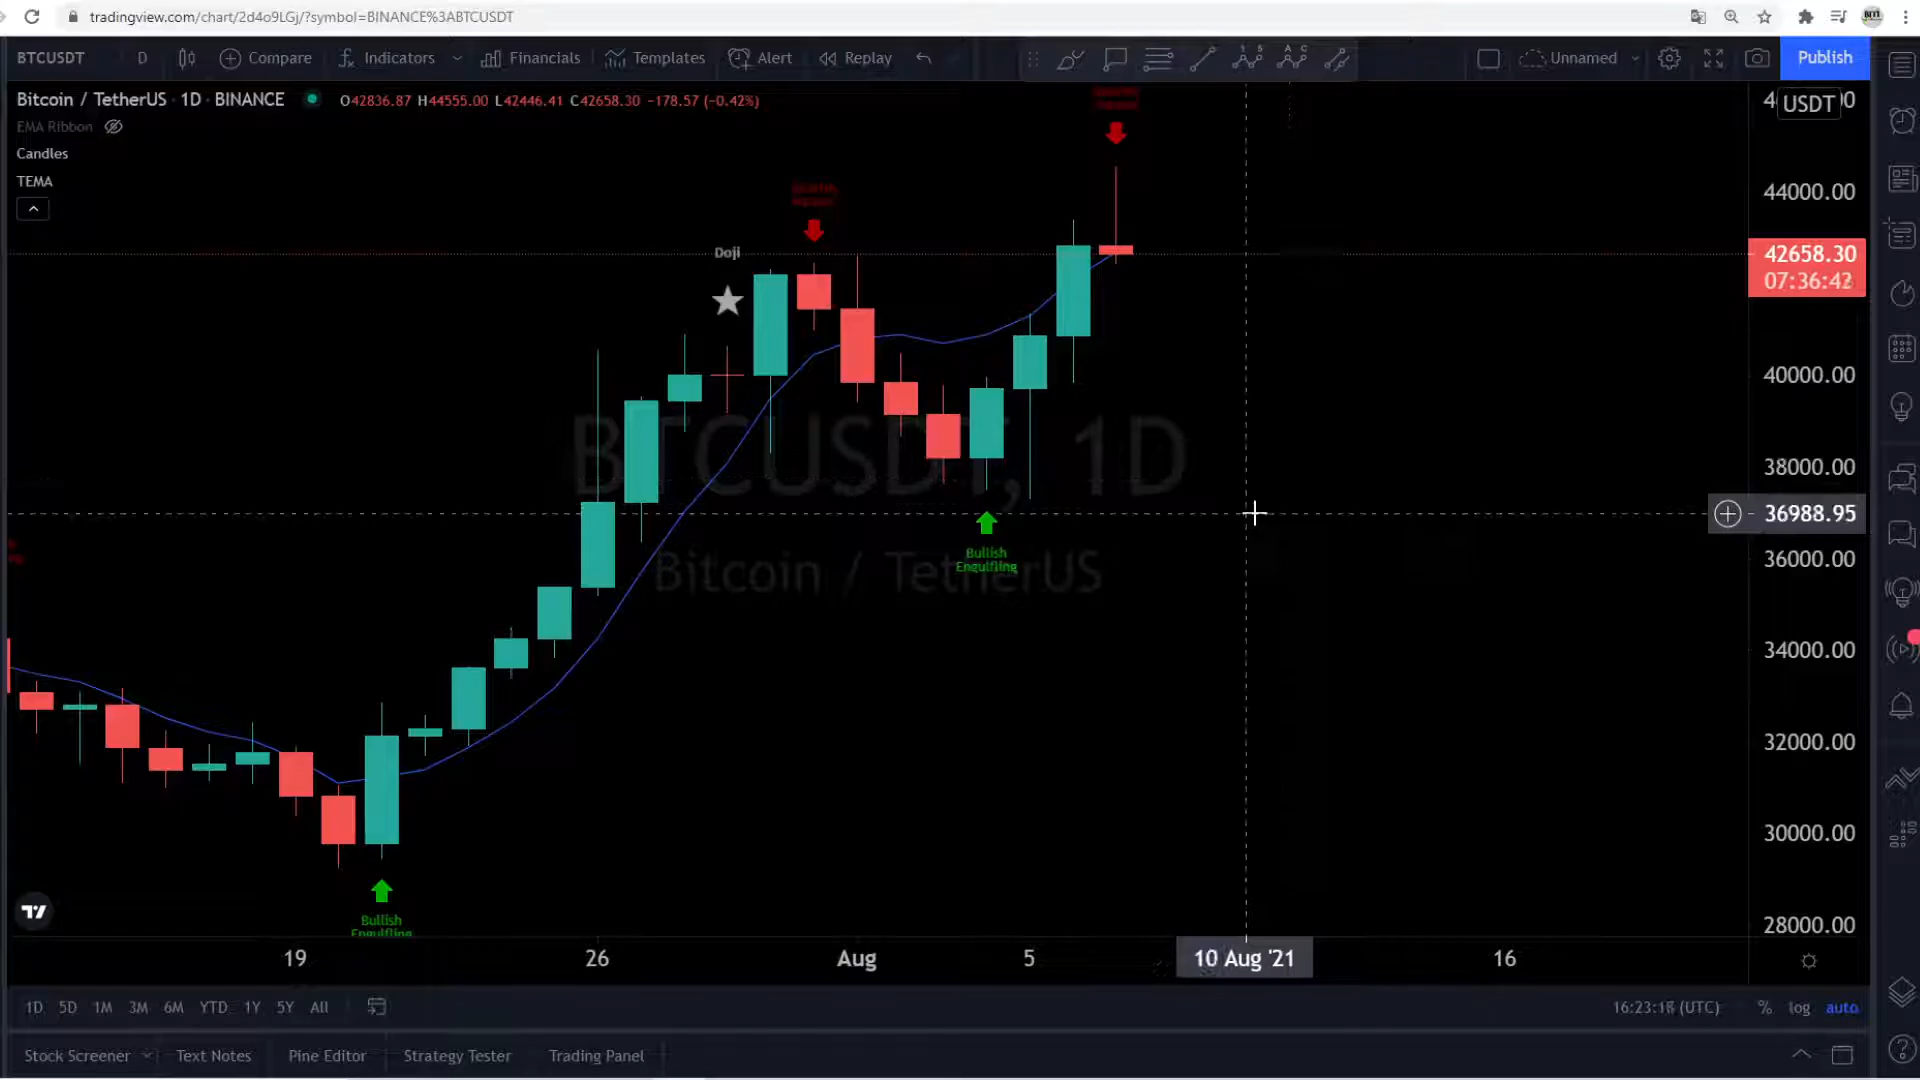 tradingview.com/chart/2d4o9LGj/?symbol=BINANCE%3ABTCUSDT
BTCUSDT D Compare Indicators Financials Templates Alert Replay Unnamed Publish
Bitcoin / TetherUS · 1D · BINANCE O42836.87 H44555.00 L42446.41 C42658.30 −178.57 (−0.42%)
USDT
EMA Ribbon
Candles
TEMA
44000.00
Doji
42658.30
07:36:42
40000.00
BTCUSDT, 1D
38000.00
36988.95
Bullish
Engulfling
36000.00
Bitcoin / TetherUS
34000.00
32000.00
30000.00
Bullish
Engulfling
28000.00
19 26 Aug 5 10 Aug '21 16
1D 5D 1M 3M 6M YTD 1Y 5Y All (UTC) % log auto
Stock Screener Text Notes Pine Editor Strategy Tester Trading Panel